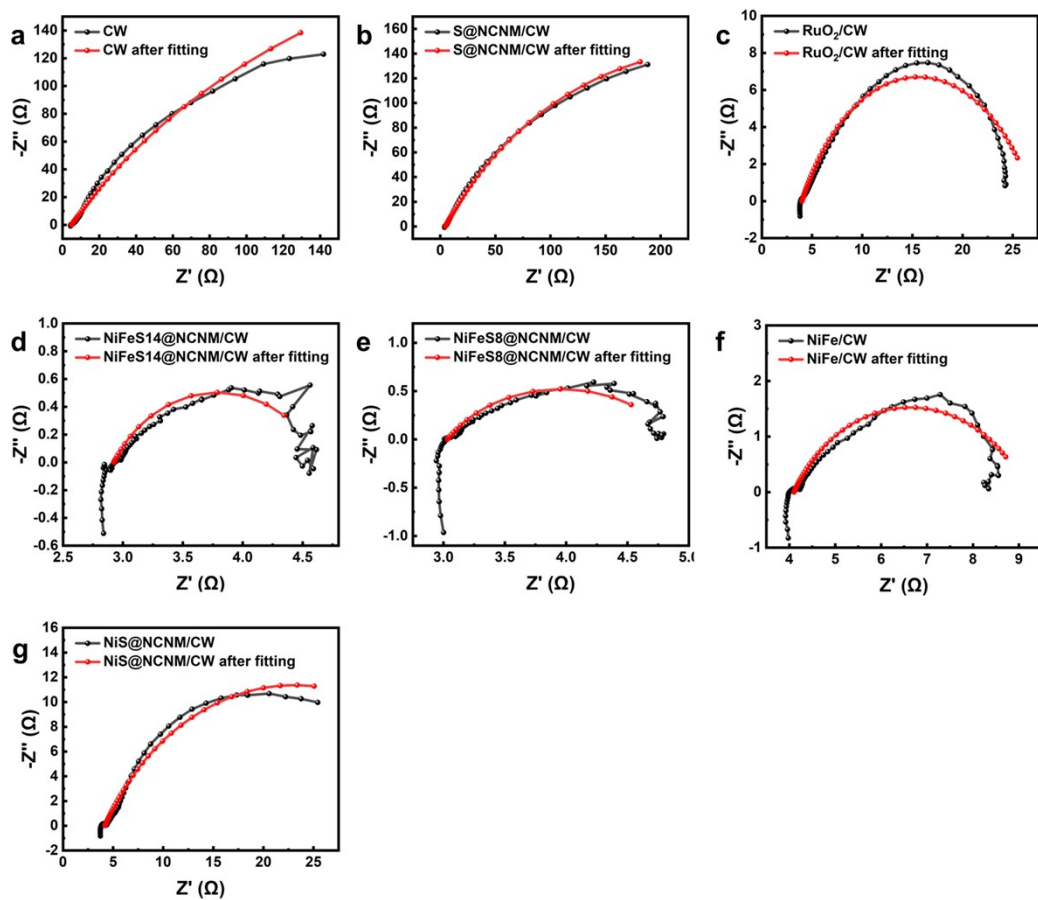 a
CW
CW after fitting
-Z'' (Ω)
140
120
100
80
60
40
20
0
0 20 40 60 80 100 120 140
Z' (Ω)
b
S@NCNM/CW
S@NCNM/CW after fitting
-Z'' (Ω)
160
140
120
100
80
60
40
20
0
0 50 100 150 200
Z' (Ω)
c
RuO₂/CW
RuO₂/CW after fitting
-Z'' (Ω)
10
8
6
4
2
0
-2
0 5 10 15 20 25
Z' (Ω)
d
NiFeS14@NCNM/CW
NiFeS14@NCNM/CW after fitting
-Z'' (Ω)
1.0
0.8
0.6
0.4
0.2
0.0
-0.2
-0.4
-0.6
2.5 3.0 3.5 4.0 4.5
Z' (Ω)
e
NiFeS8@NCNM/CW
NiFeS8@NCNM/CW after fitting
-Z'' (Ω)
1.0
0.5
0.0
-0.5
-1.0
3.0 3.5 4.0 4.5 5.0
Z' (Ω)
f
NiFe/CW
NiFe/CW after fitting
-Z'' (Ω)
3
2
1
0
-1
4 5 6 7 8 9
Z' (Ω)
g
NiS@NCNM/CW
NiS@NCNM/CW after fitting
-Z'' (Ω)
16
14
12
10
8
6
4
2
0
-2
0 5 10 15 20 25
Z' (Ω)